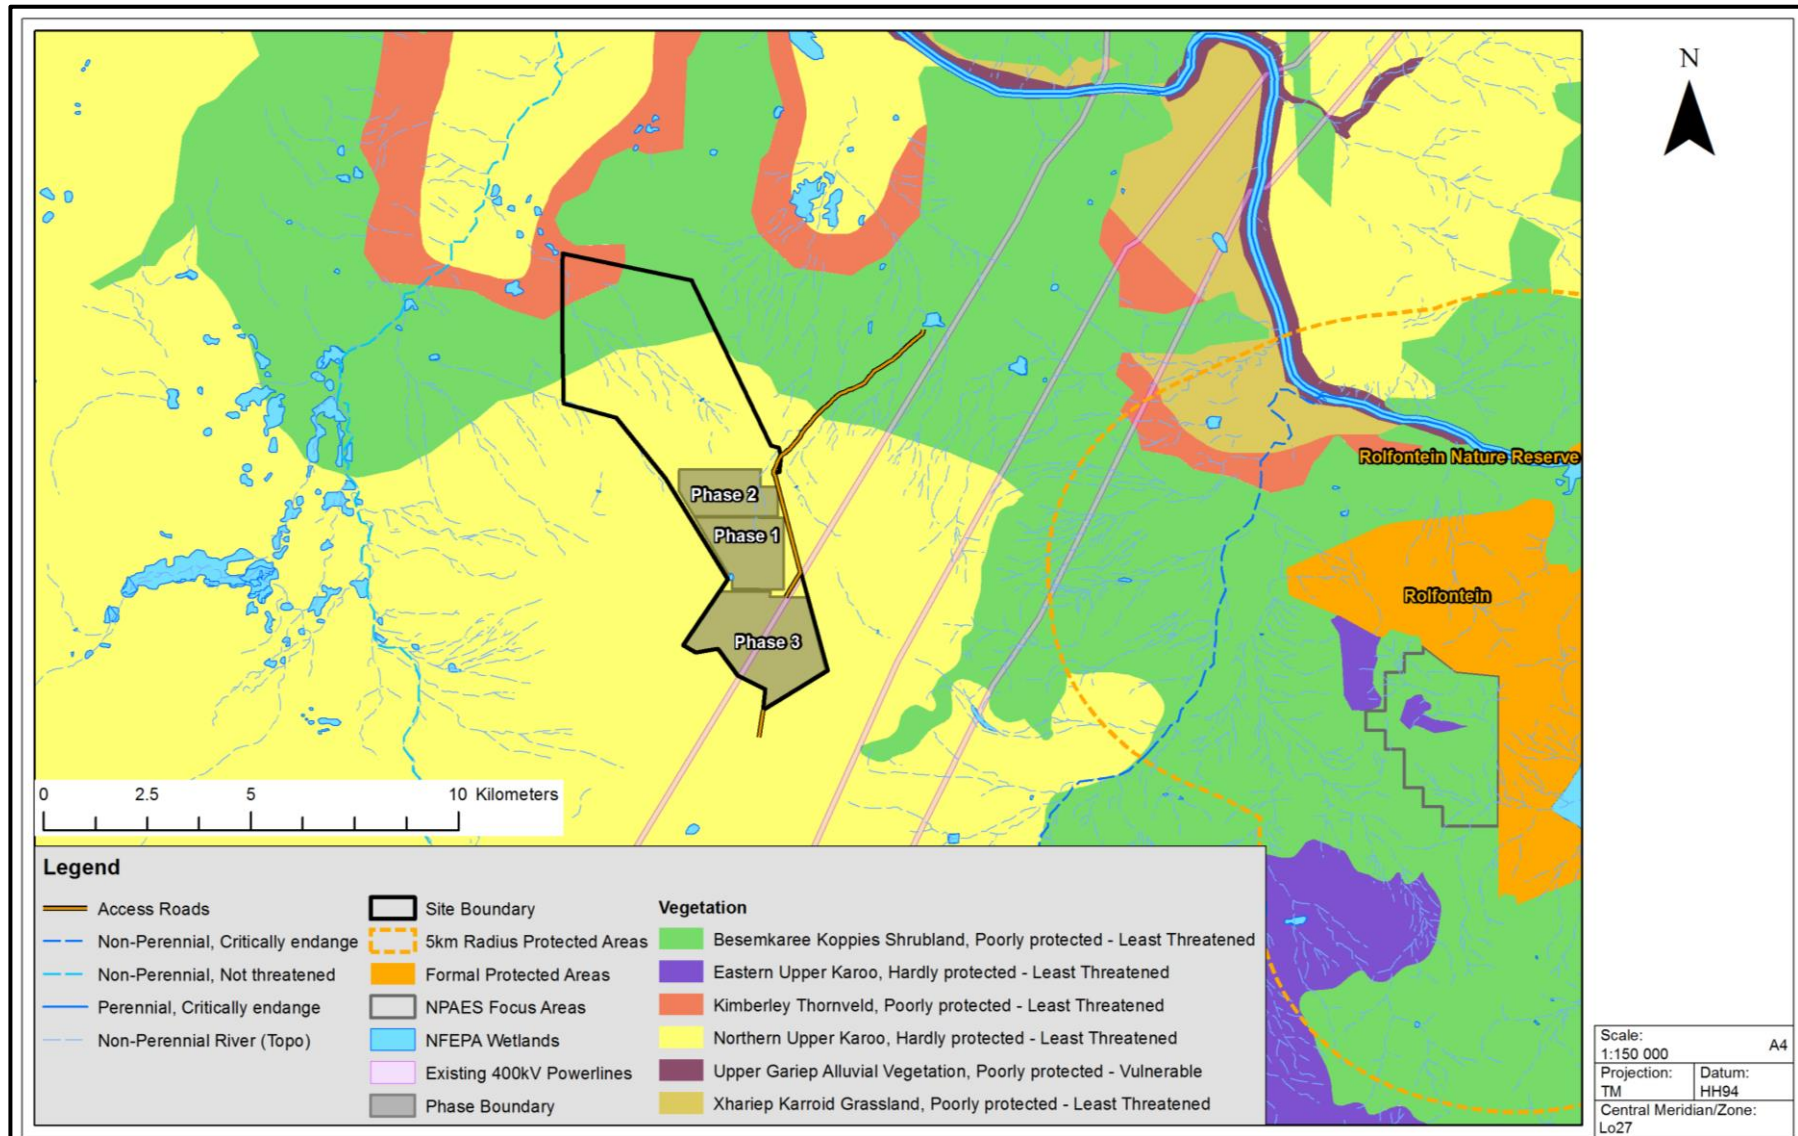 N
Rolfontein Nature Reserve
Phase 2
Phase 1
Rolfontein
Phase 3
0 2.5 5 10 Kilometers
Legend
Access Roads
Non-Perennial, Critically endange
Non-Perennial, Not threatened
Perennial, Critically endange
Non-Perennial River (Topo)
Site Boundary
5km Radius Protected Areas
Formal Protected Areas
NPAES Focus Areas
NFEPA Wetlands
Existing 400kV Powerlines
Phase Boundary
Vegetation
Besemkaree Koppies Shrubland, Poorly protected - Least Threatened
Eastern Upper Karoo, Hardly protected - Least Threatened
Kimberley Thornveld, Poorly protected - Least Threatened
Northern Upper Karoo, Hardly protected - Least Threatened
Upper Gariep Alluvial Vegetation, Poorly protected - Vulnerable
Xhariep Karroid Grassland, Poorly protected - Least Threatened
Scale:
1:150 000 A4
Projection: Datum:
TM HH94
Central Meridian/Zone:
Lo27